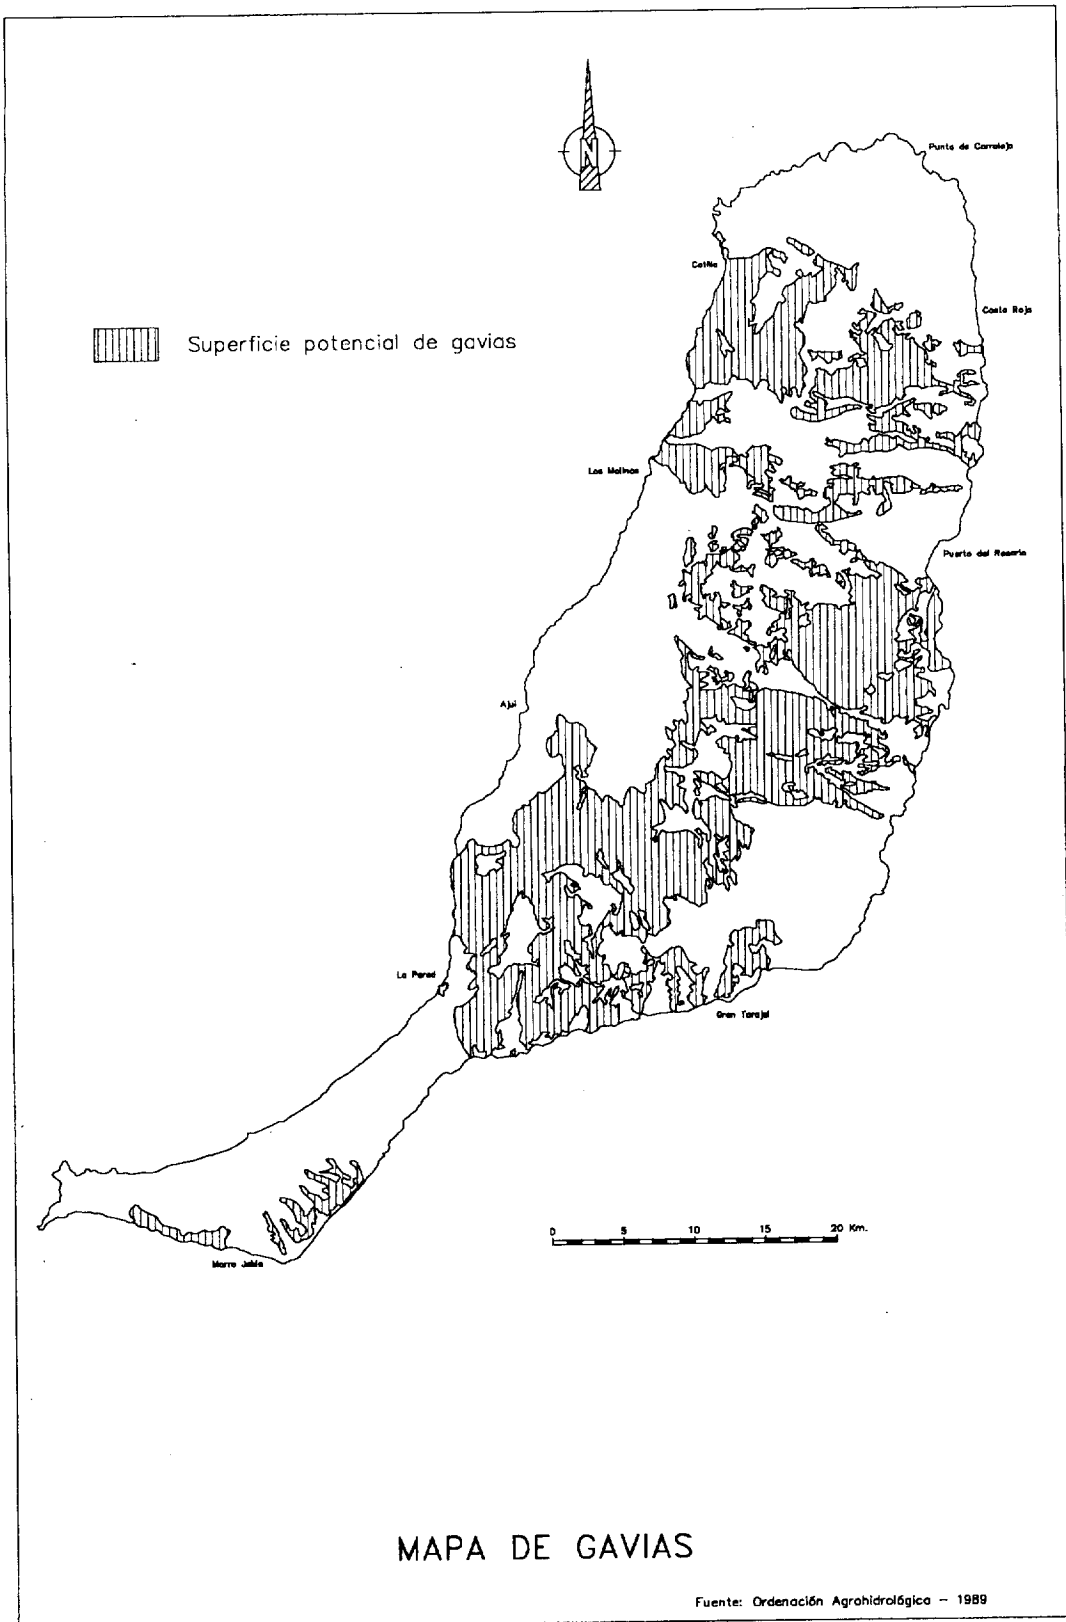 N
Punta de Corralejo
Cotillo
Costa Roja
Superficie potencial de gavias
Los Molinos
Puerto del Rosario
Ajui
La Pared
Gran Tarajal
0 5 10 15 20 Km.
Morro Jable
MAPA DE GAVIAS
Fuente: Ordenación Agrohidrológica – 1989